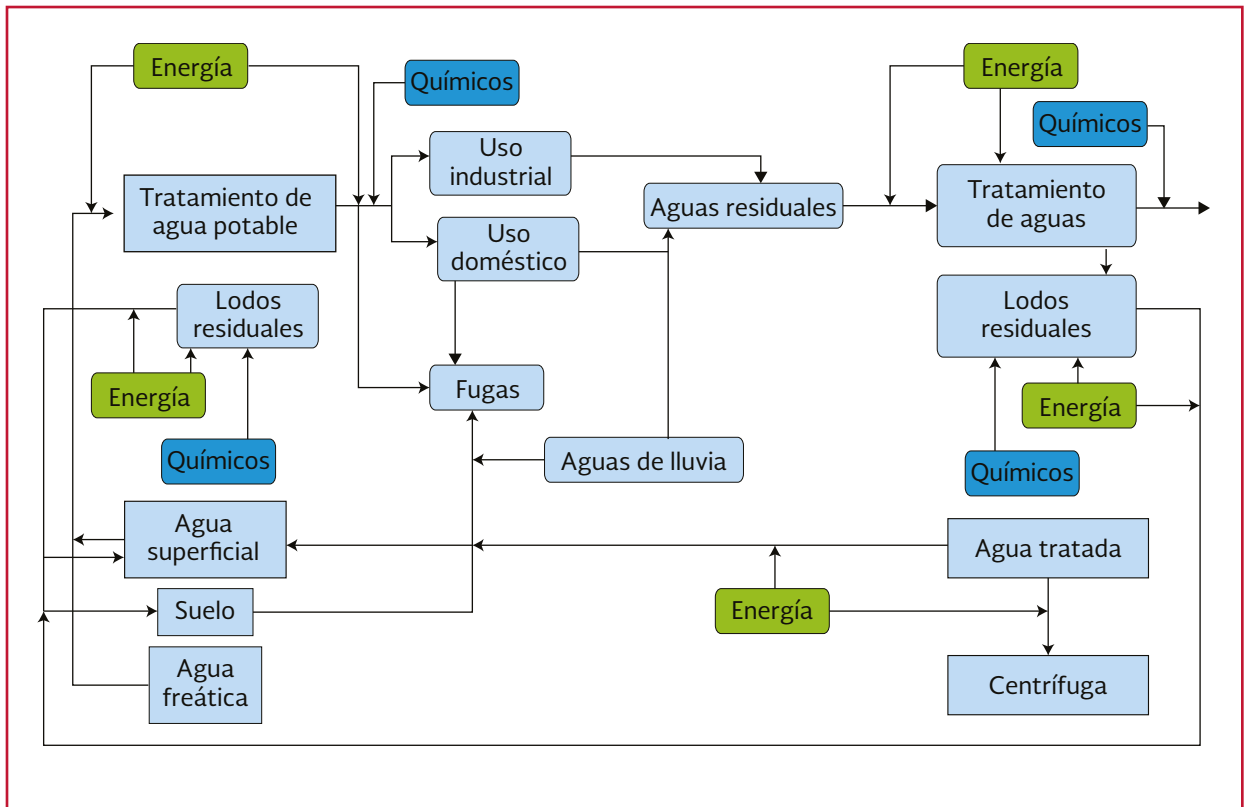 Energía
Energía
Químicos
Químicos
Uso
industrial
Tratamiento de
agua potable
Aguas residuales
Tratamiento
de aguas
Uso
doméstico
Lodos
residuales
Lodos
residuales
Fugas
Energía
Energía
Químicos
Aguas de lluvia
Químicos
Agua
superficial
Agua tratada
Suelo
Energía
Agua
freática
Centrífuga